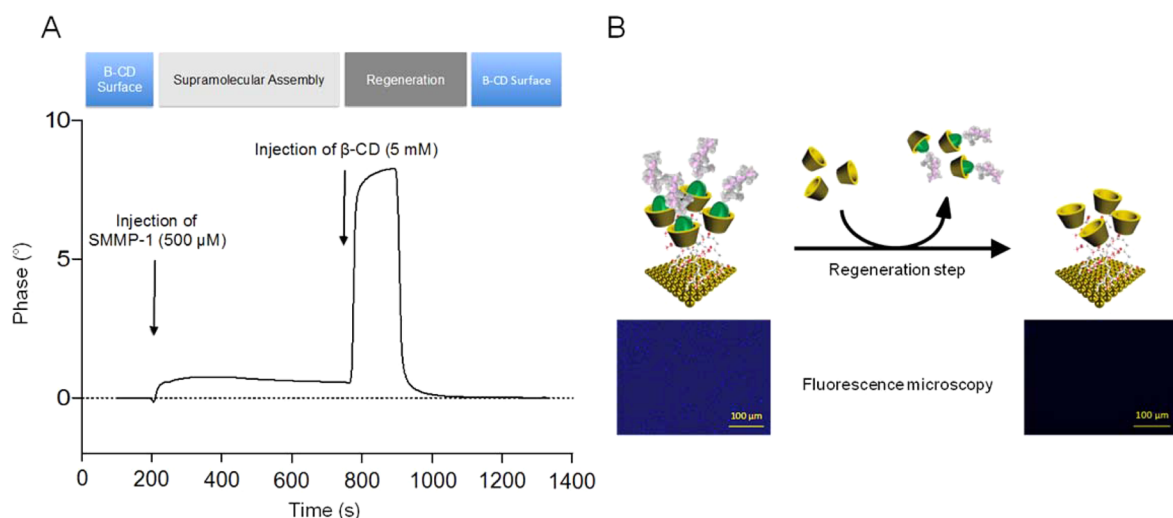 A
B-CD
Surface
Supramolecular Assembly
Regeneration
B-CD Surface
10
5
0
Phase (°)
Injection of
SMMP-1 (500 µM)
Injection of β-CD (5 mM)
0
200
400
600
800
1000
1200
1400
Time (s)
B
Regeneration step
Fluorescence microscopy
100 µm
100 µm